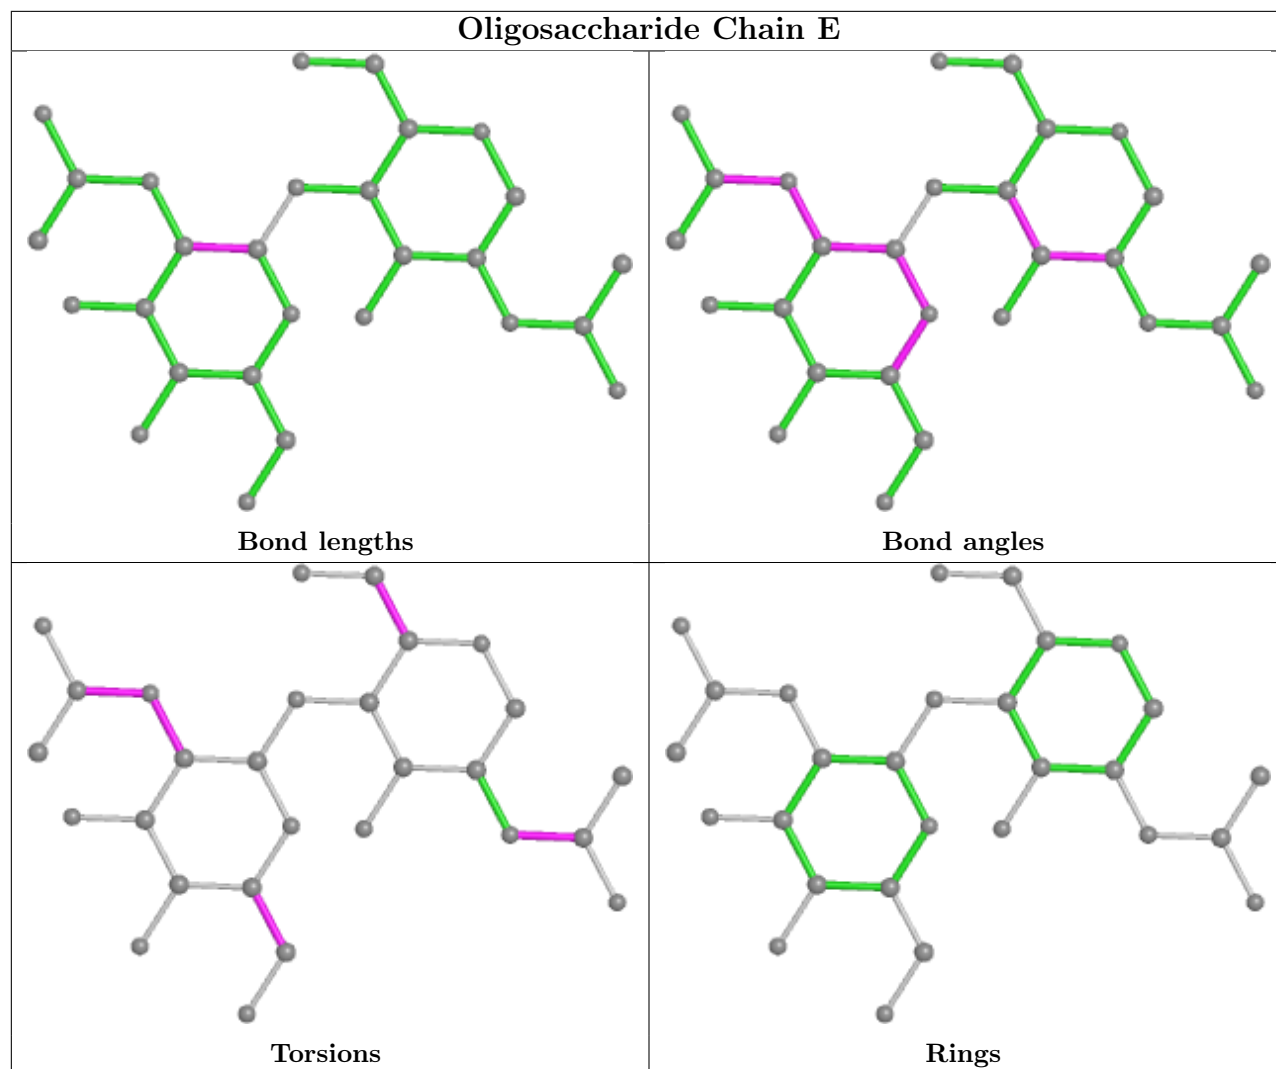 Oligosaccharide Chain E
Bond lengths
Bond angles
Torsions
Rings